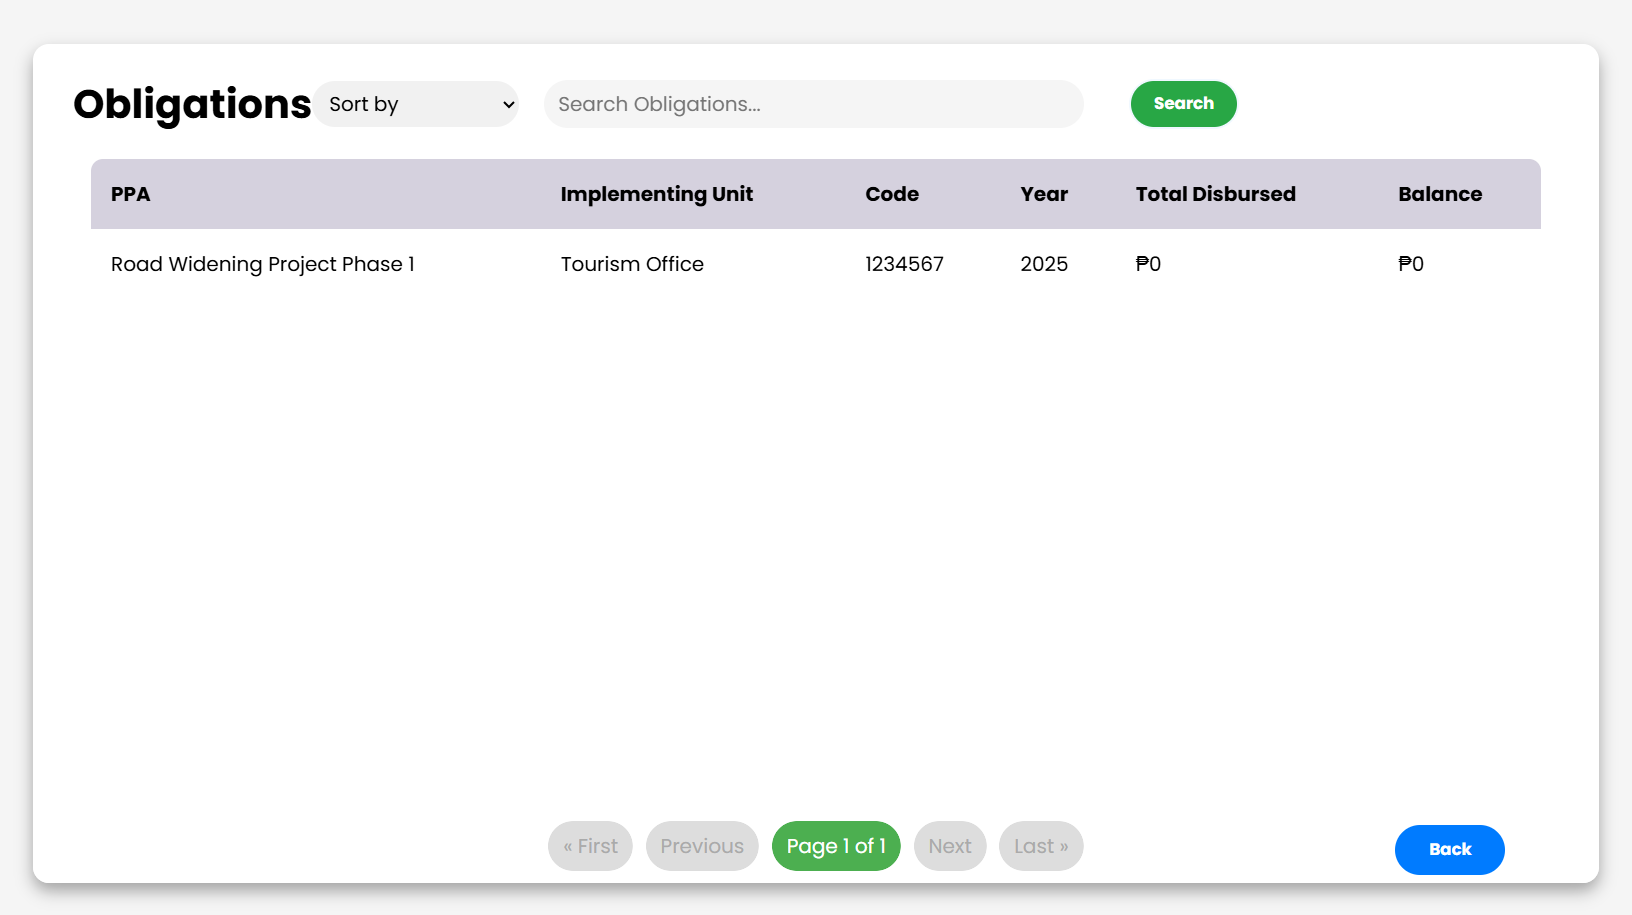 Obligations Sort by Search Obligations... Search
PPA Implementing Unit Code Year Total Disbursed Balance
Road Widening Project Phase 1 Tourism Office 1234567 2025 ₱0 ₱0
« First Previous Page 1 of 1 Next Last » Back